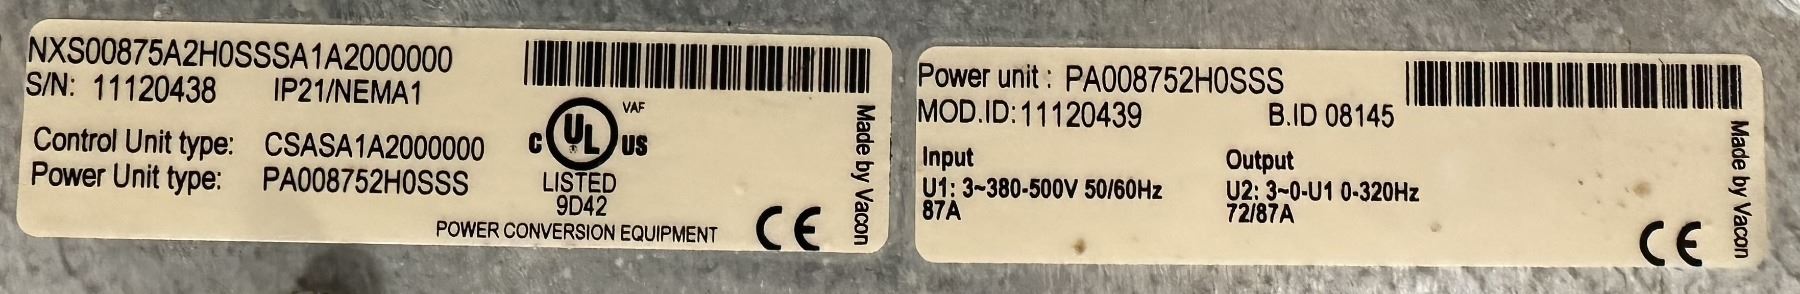 NXS00875A2H0SSSA1A2000000
S/N: 11120438 IP21/NEMA1
Control Unit type: CSASA1A2000000
Power Unit type: PA008752H0SSS
VAF
C UL US
LISTED
9D42
POWER CONVERSION EQUIPMENT
CE
Made by Vacon
Power unit : PA008752H0SSS
MOD.ID: 11120439 B.ID 08145
Input
U1: 3~380-500V 50/60Hz
87A
Output
U2: 3~0-U1 0-320Hz
72/87A
CE
Made by Vacon